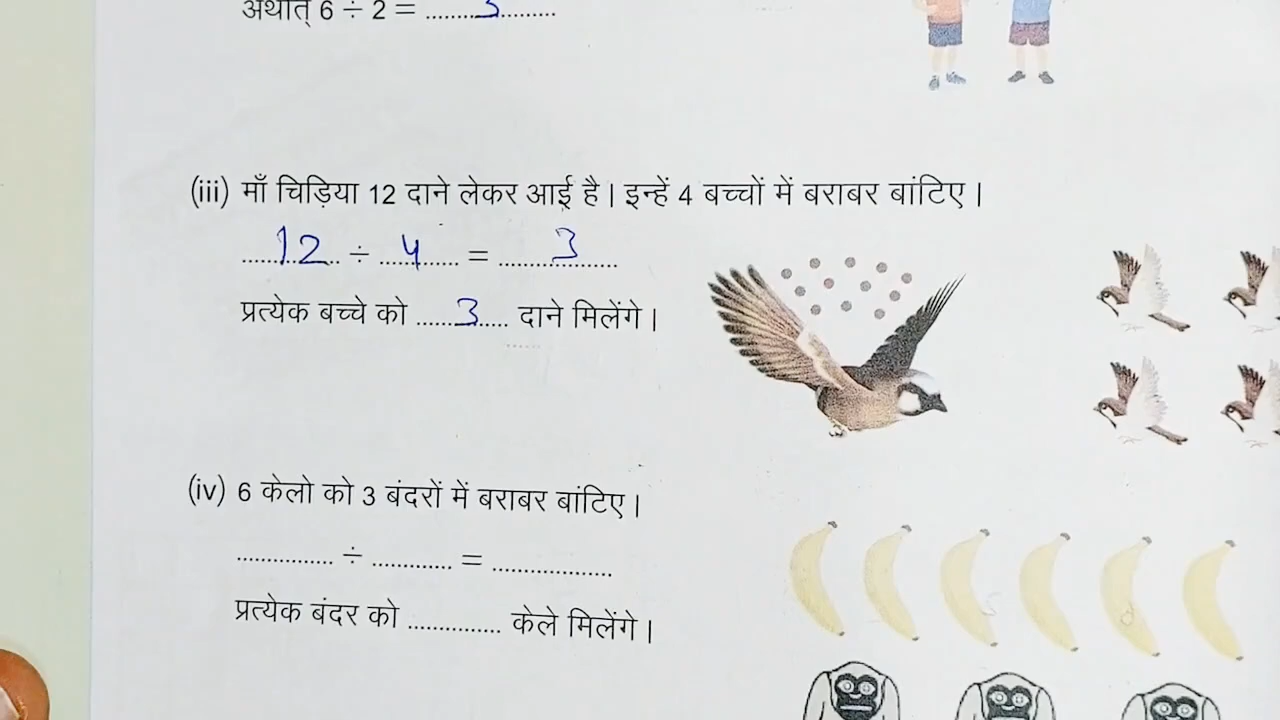 अर्थात् 6 ÷ 2 = .........3...........
(iii) माँ चिड़िया 12 दाने लेकर आई है। इन्हें 4 बच्चों में बराबर बांटिए।
......12...... ÷ ....4...... = ........3........
प्रत्येक बच्चे को ......3..... दाने मिलेंगे।
(iv) 6 केलो को 3 बंदरों में बराबर बांटिए।
............... ÷ ............ = ..................
प्रत्येक बंदर को .............. केले मिलेंगे।